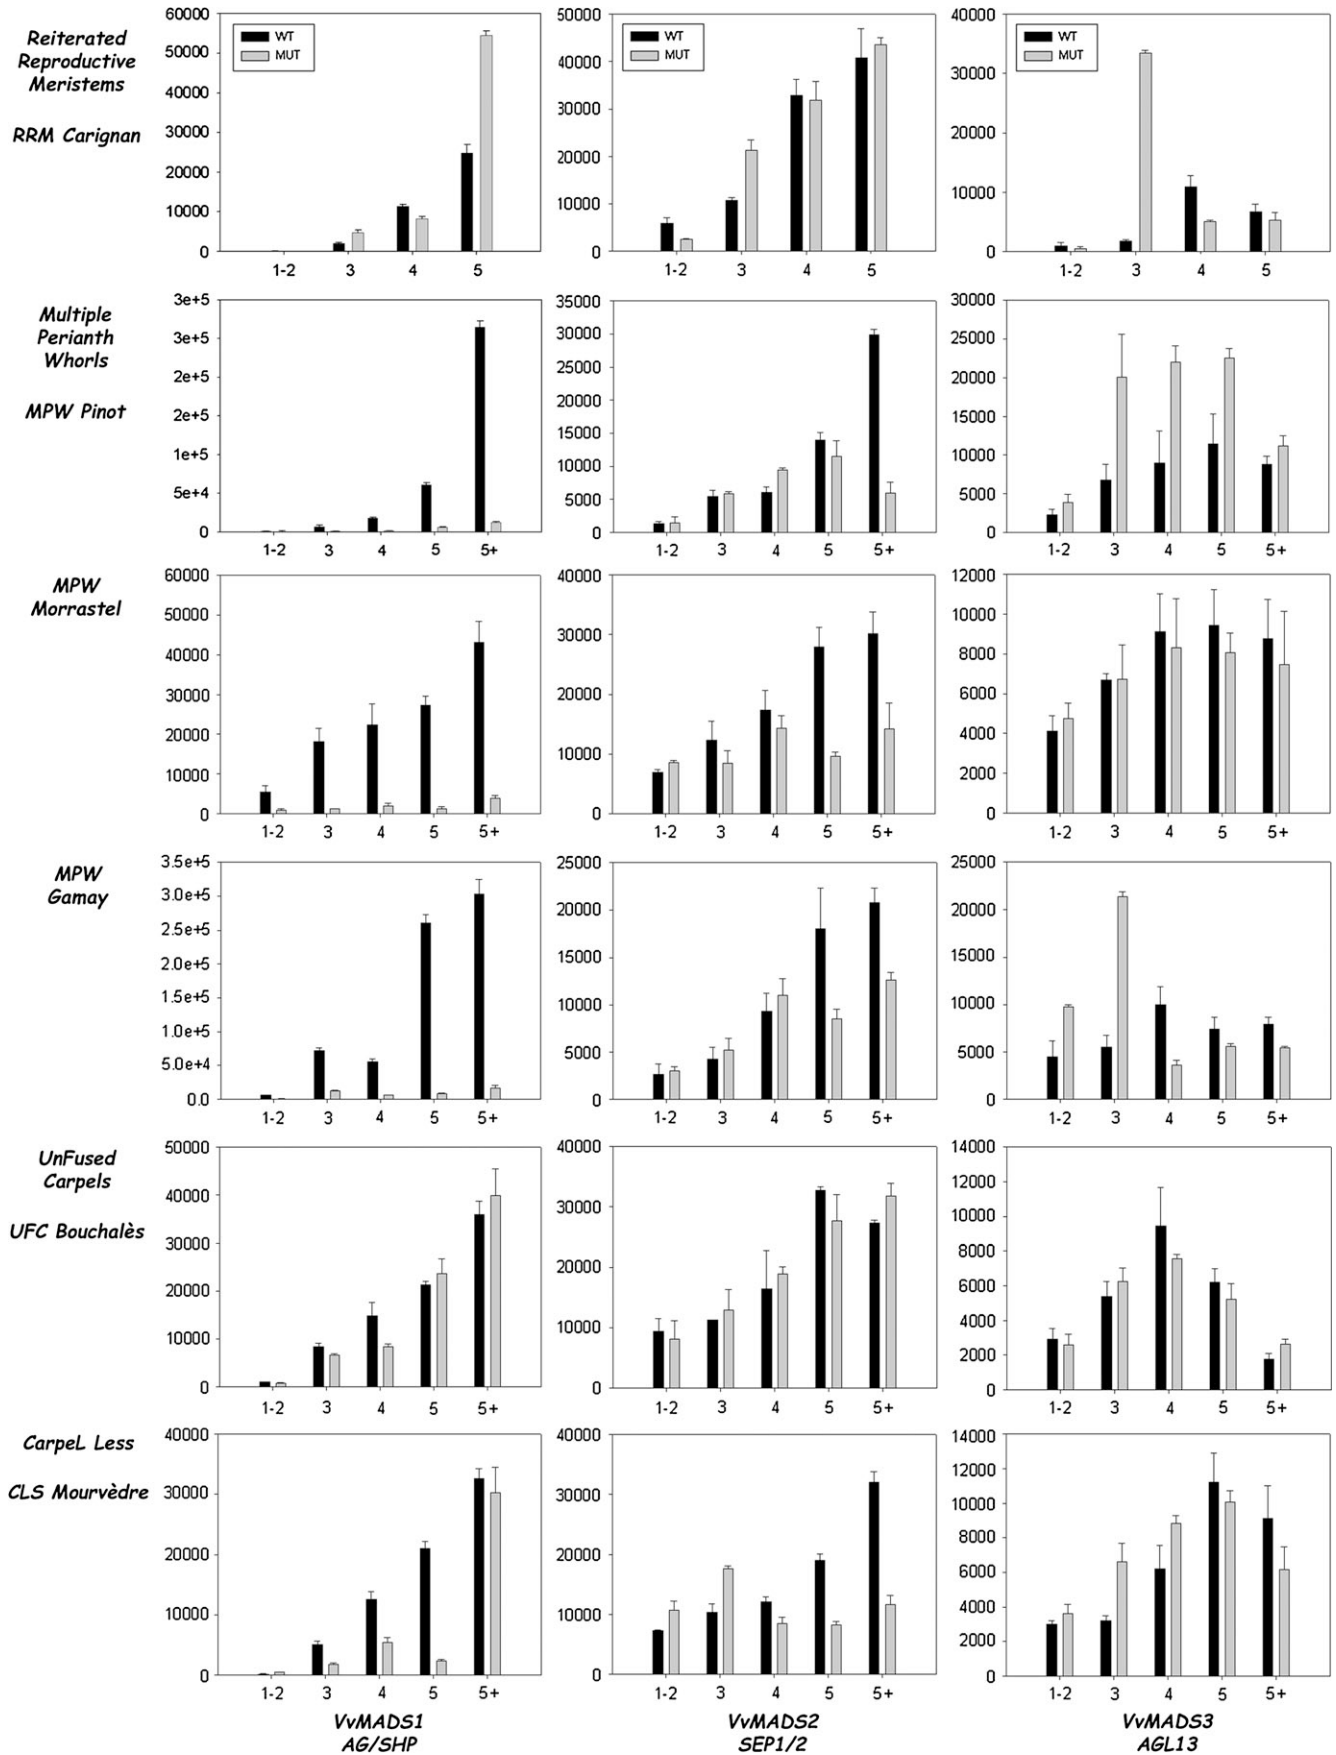 Reiterated
Reproductive
Meristems
RRM Carignan
60000
50000
40000
30000
20000
10000
0
WT
MUT
1-2 3 4 5
50000
40000
30000
20000
10000
0
WT
MUT
1-2 3 4 5
40000
30000
20000
10000
0
WT
MUT
1-2 3 4 5
Multiple
Perianth
Whorls
MPW Pinot
3e+5
3e+5
2e+5
2e+5
1e+5
5e+4
0
1-2 3 4 5 5+
35000
30000
25000
20000
15000
10000
5000
0
1-2 3 4 5 5+
30000
25000
20000
15000
10000
5000
0
1-2 3 4 5 5+
MPW
Morrastel
60000
50000
40000
30000
20000
10000
0
1-2 3 4 5 5+
40000
30000
20000
10000
0
1-2 3 4 5 5+
12000
10000
8000
6000
4000
2000
0
1-2 3 4 5 5+
MPW
Gamay
3.5e+5
3.0e+5
2.5e+5
2.0e+5
1.5e+5
1.0e+5
5.0e+4
0.0
1-2 3 4 5 5+
25000
20000
15000
10000
5000
0
1-2 3 4 5 5+
25000
20000
15000
10000
5000
0
1-2 3 4 5 5+
UnFused
Carpels
UFC Bouchalès
50000
40000
30000
20000
10000
0
1-2 3 4 5 5+
40000
30000
20000
10000
0
1-2 3 4 5 5+
14000
12000
10000
8000
6000
4000
2000
0
1-2 3 4 5 5+
CarpeL Less
CLS Mourvèdre
40000
30000
20000
10000
0
1-2 3 4 5 5+
40000
30000
20000
10000
0
1-2 3 4 5 5+
14000
12000
10000
8000
6000
4000
2000
0
1-2 3 4 5 5+
VvMADS1
AG/SHP
VvMADS2
SEP1/2
VvMADS3
AGL13